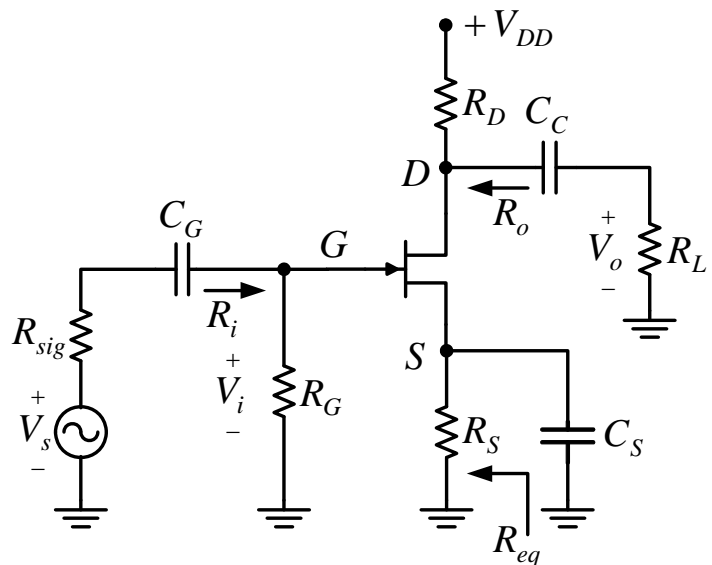 + V_DD
R_D
C_C
D
R_o
+
V_o
−
R_L
C_G
G
R_i
R_sig
+
V_s
−
+
V_i
−
R_G
S
R_S
C_S
R_eq